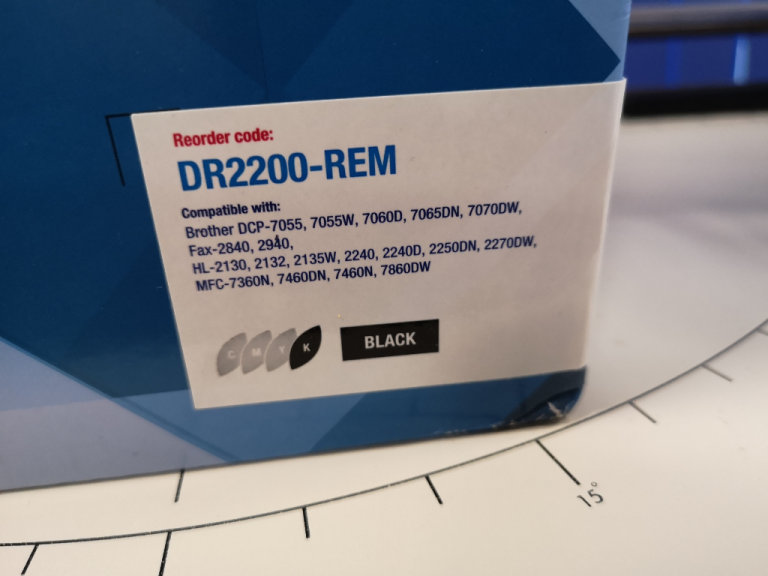 Reorder code:
DR2200-REM
Compatible with:
Brother DCP-7055, 7055W, 7060D, 7065DN, 7070DW,
Fax-2840, 2940,
HL-2130, 2132, 2135W, 2240, 2240D, 2250DN, 2270DW,
MFC-7360N, 7460DN, 7460N, 7860DW
C M Y K BLACK
15°